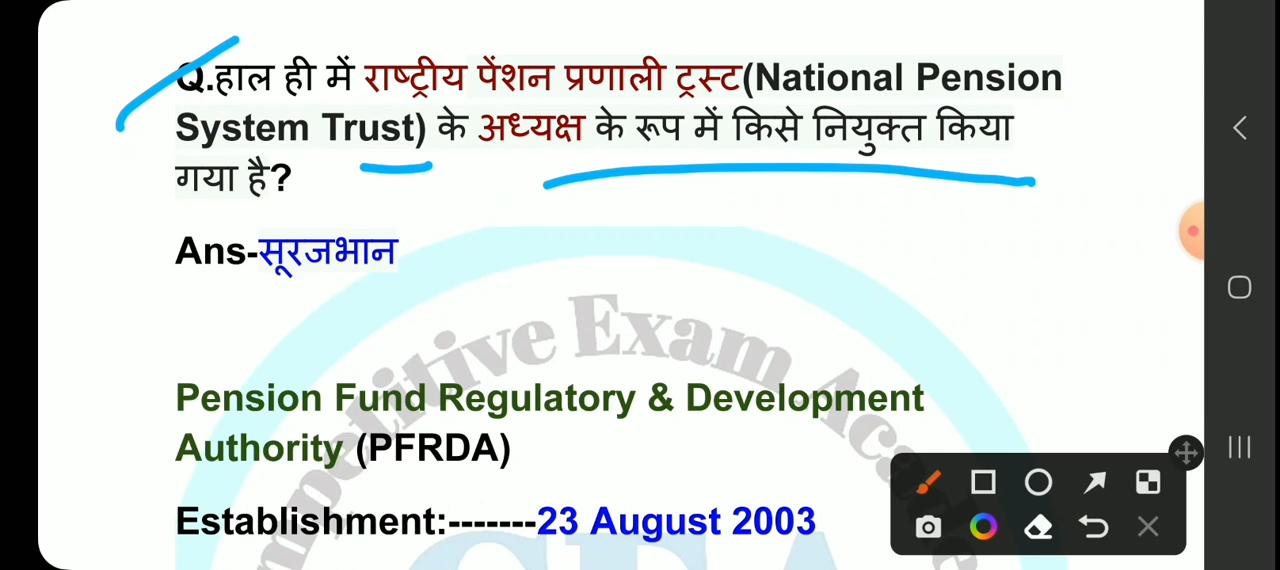 Q.हाल ही में राष्ट्रीय पेंशन प्रणाली ट्रस्ट(National Pension
System Trust) के अध्यक्ष के रूप में किसे नियुक्त किया
गया है?
Ans-सूरजभान
Exam
Pension Fund Regulatory & Development
Authority (PFRDA)
Establishment:-------23 August 2003